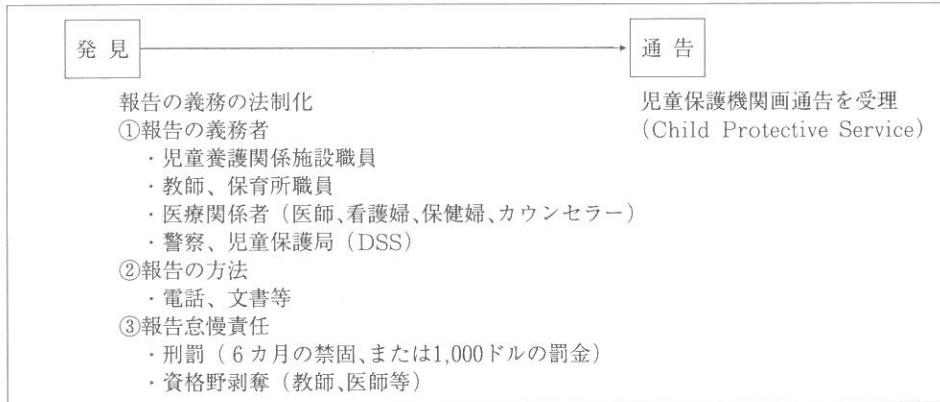 発見
通告
報告の義務の法制化
児童保護機関画通告を受理
①報告の義務者
(Child Protective Service)
・児童養護関係施設職員
・教師、保育所職員
・医療関係者（医師、看護婦、保健婦、カウンセラー）
・警察、児童保護局（DSS）
②報告の方法
・電話、文書等
③報告怠慢責任
・刑罰（６カ月の禁固、または1,000ドルの罰金）
・資格野剥奪（教師、医師等）